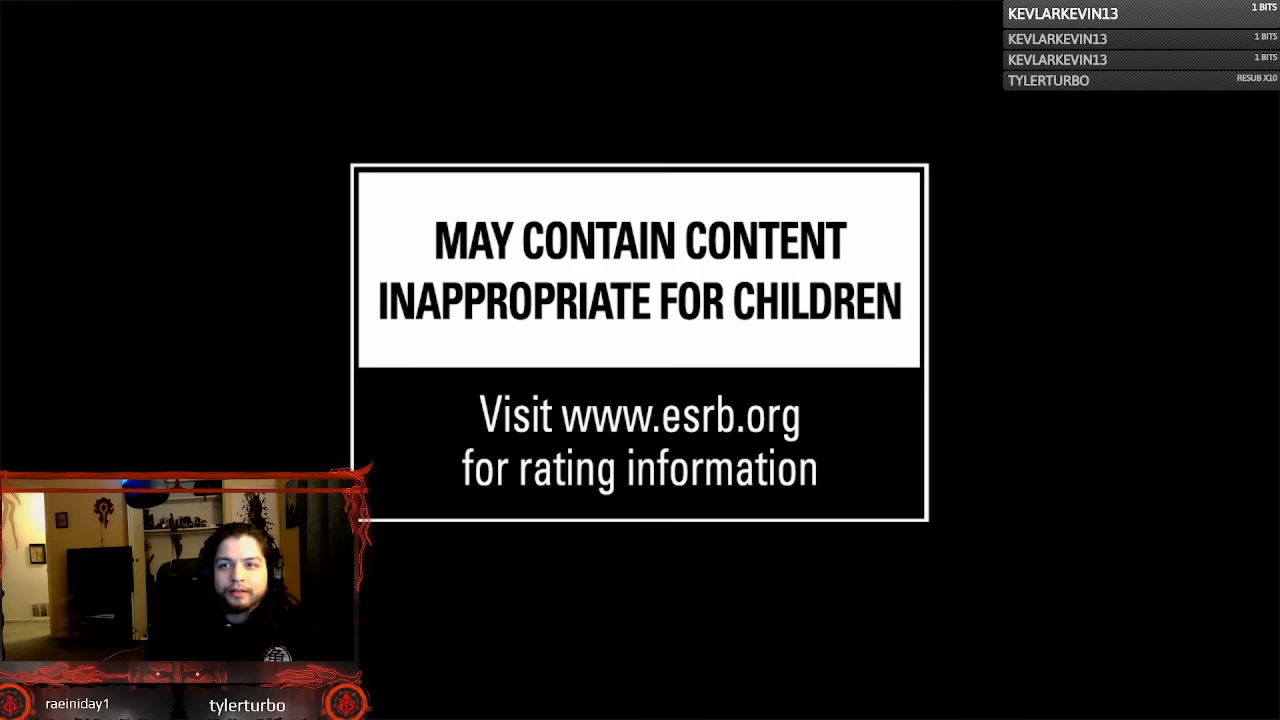 KEVLARKEVIN13 1 BITS
KEVLARKEVIN13 1 BITS
KEVLARKEVIN13 1 BITS
TYLERTURBO RESUB X10
MAY CONTAIN CONTENT
INAPPROPRIATE FOR CHILDREN
Visit www.esrb.org
for rating information
raeiniday1 tylerturbo